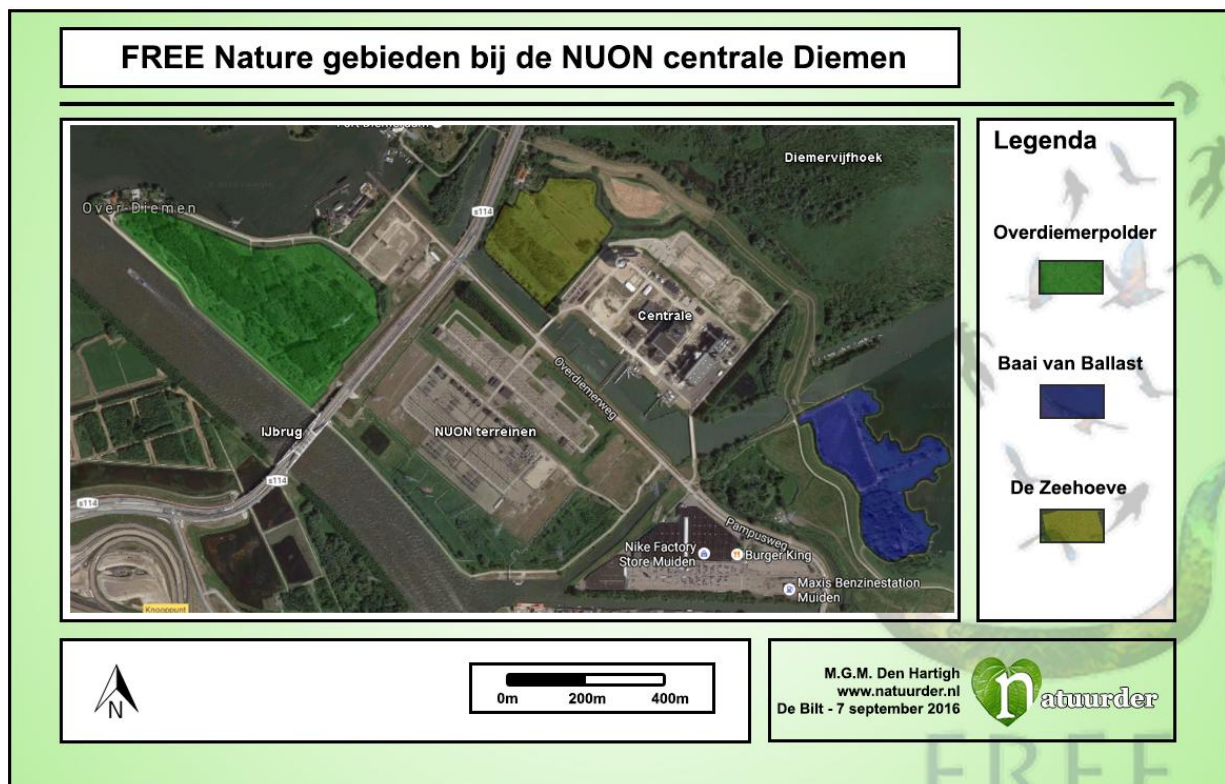 FREE Nature gebieden bij de NUON centrale Diemen
Diemervijfhoek
Over-Diemen
s114
Centrale
Overdiemerweg
IJbrug
NUON terreinen
s114
s114
Pampusweg
Nike Factory
Store Muiden
Burger King
Maxis Benzinestation
Muiden
Knooppunt
Legenda
Overdiemerpolder
Baai van Ballast
De Zeehoeve
N
0m 200m 400m
M.G.M. Den Hartigh
www.natuurder.nl
De Bilt - 7 september 2016
natuurder
FREE